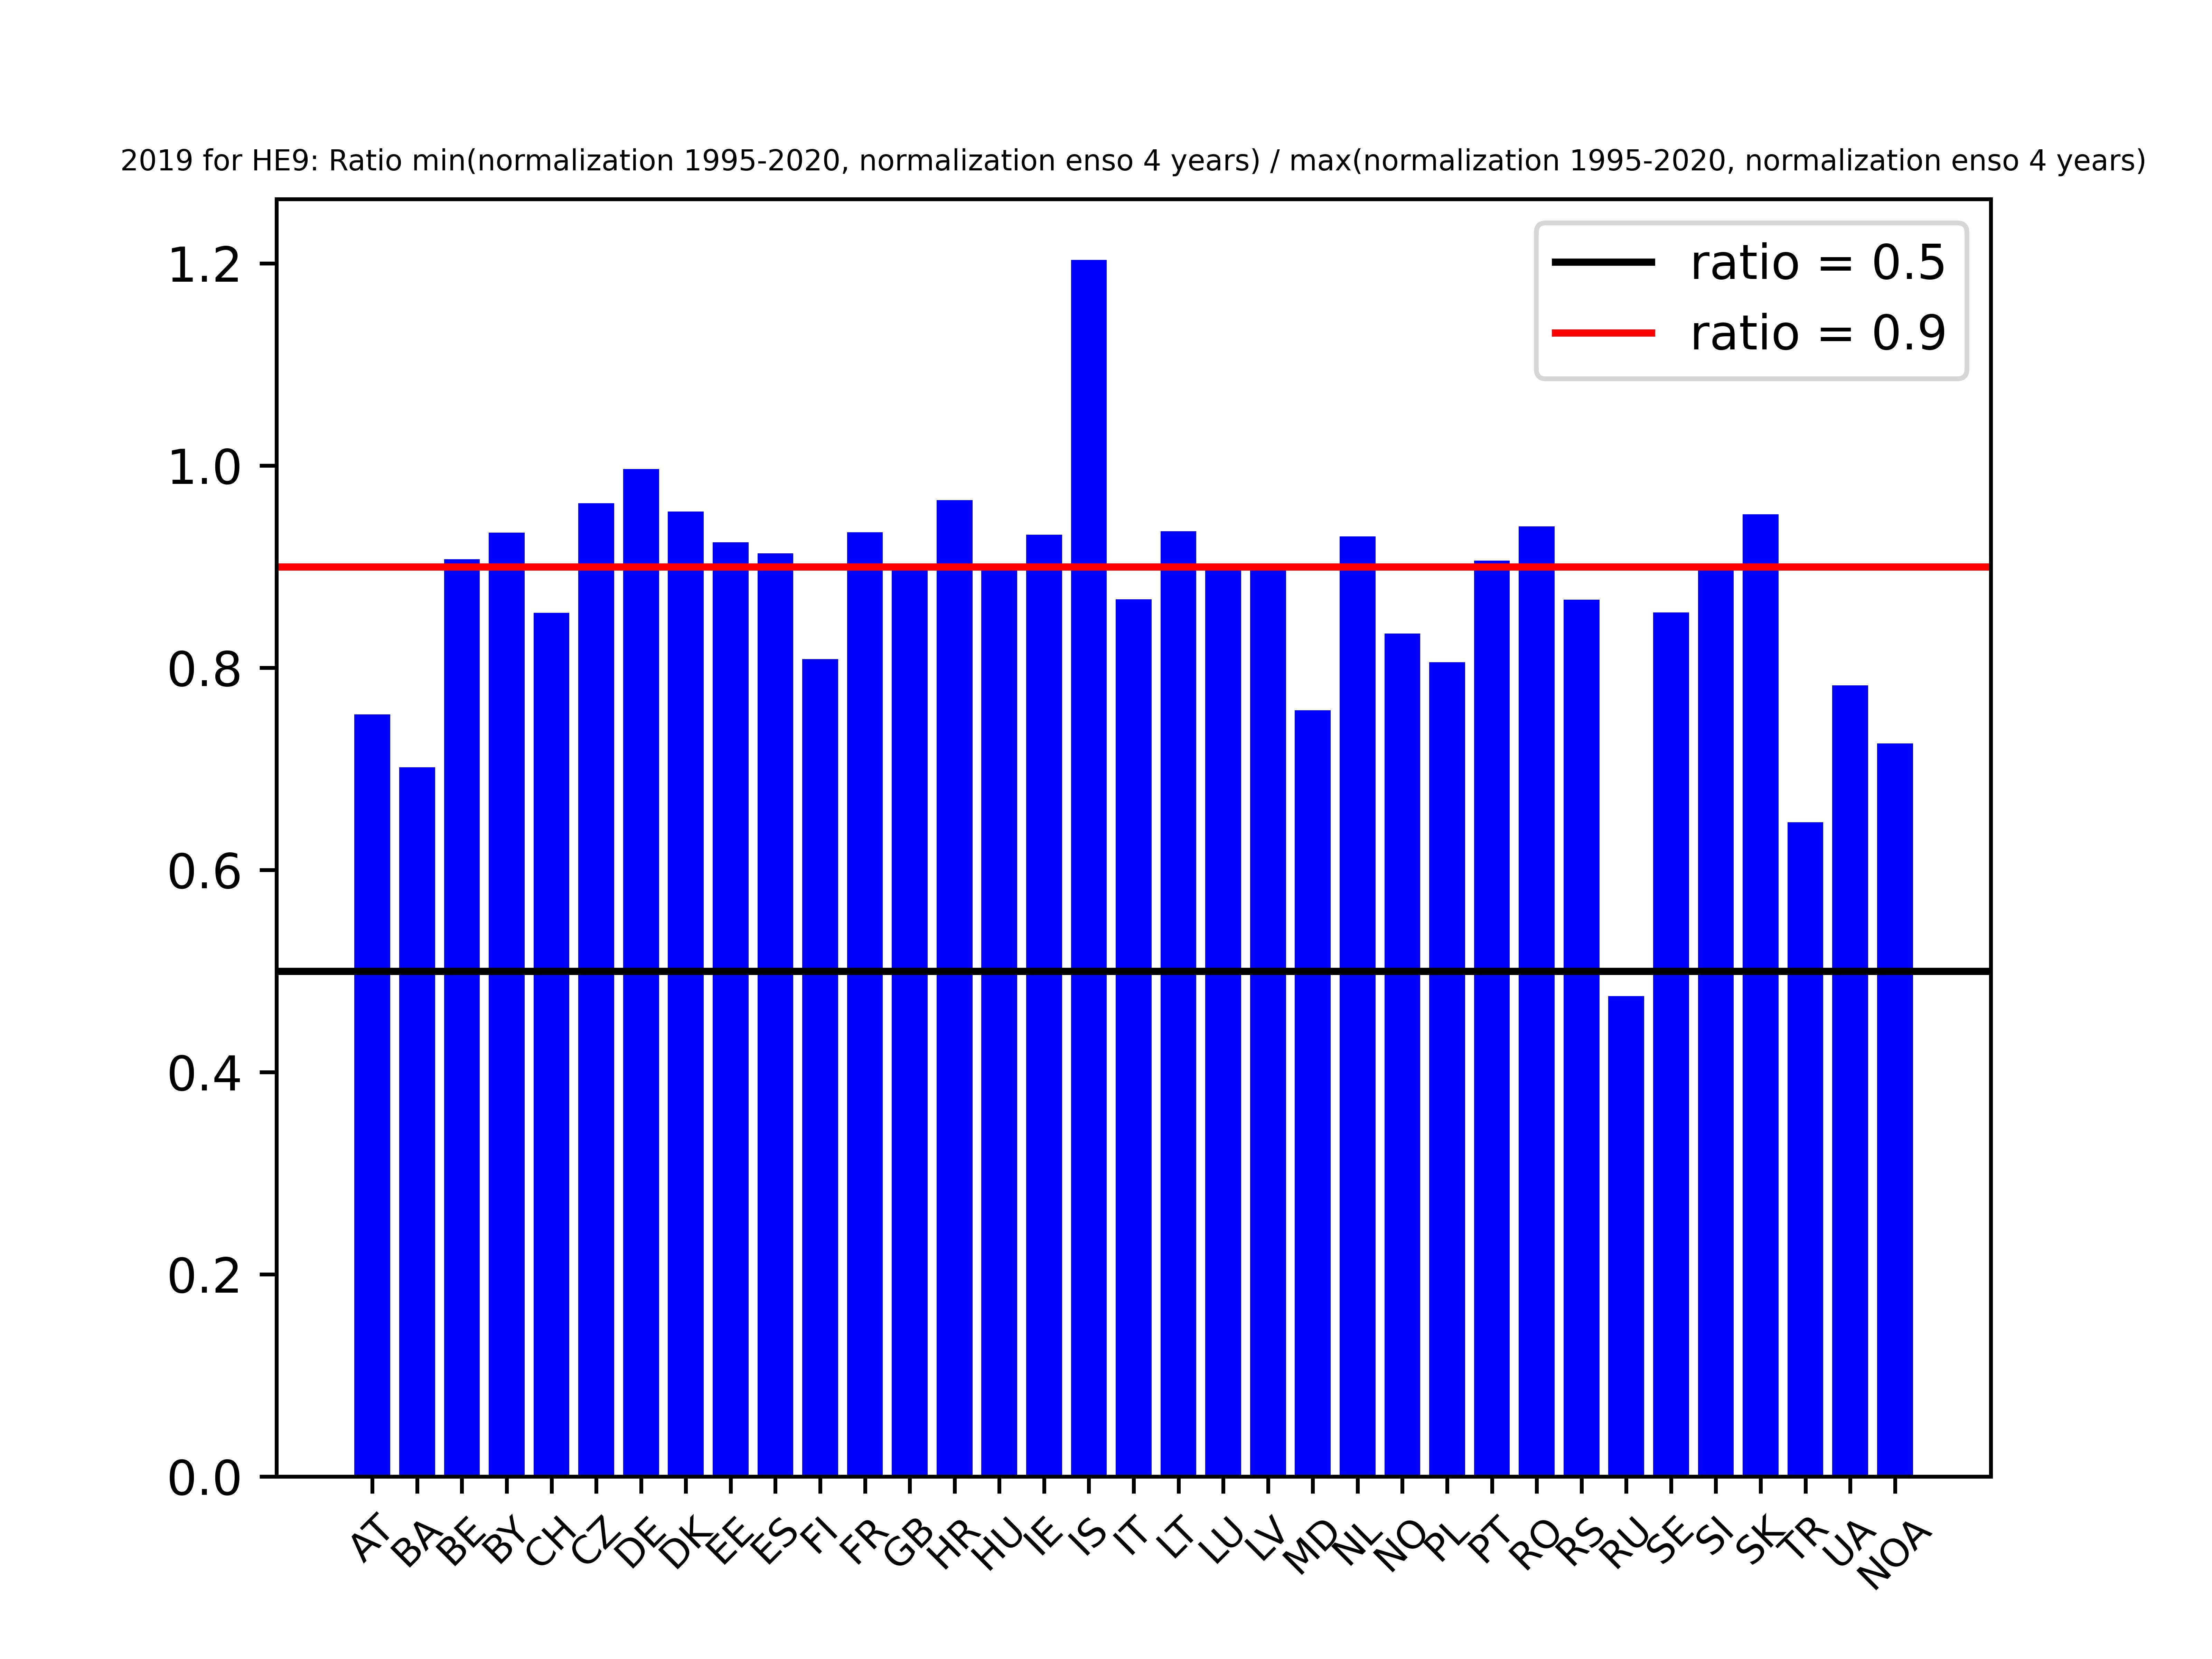 2019 for HE9: Ratio min(normalization 1995-2020, normalization enso 4 years) / max(normalization 1995-2020, normalization enso 4 years)
ratio = 0.5
ratio = 0.9
1.2
1.0
0.8
0.6
0.4
0.2
0.0
AT BA BE BY CH CZ DE DK EE ES FI FR GB HR HU IE IS IT LT LU LV MD NL NO PL PT RO RS RU SE SI SK TR UA NOA